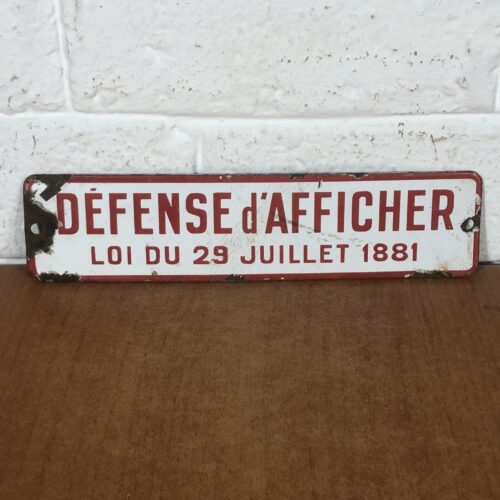 DÉFENSE d'AFFICHER
LOI DU 29 JUILLET 1881